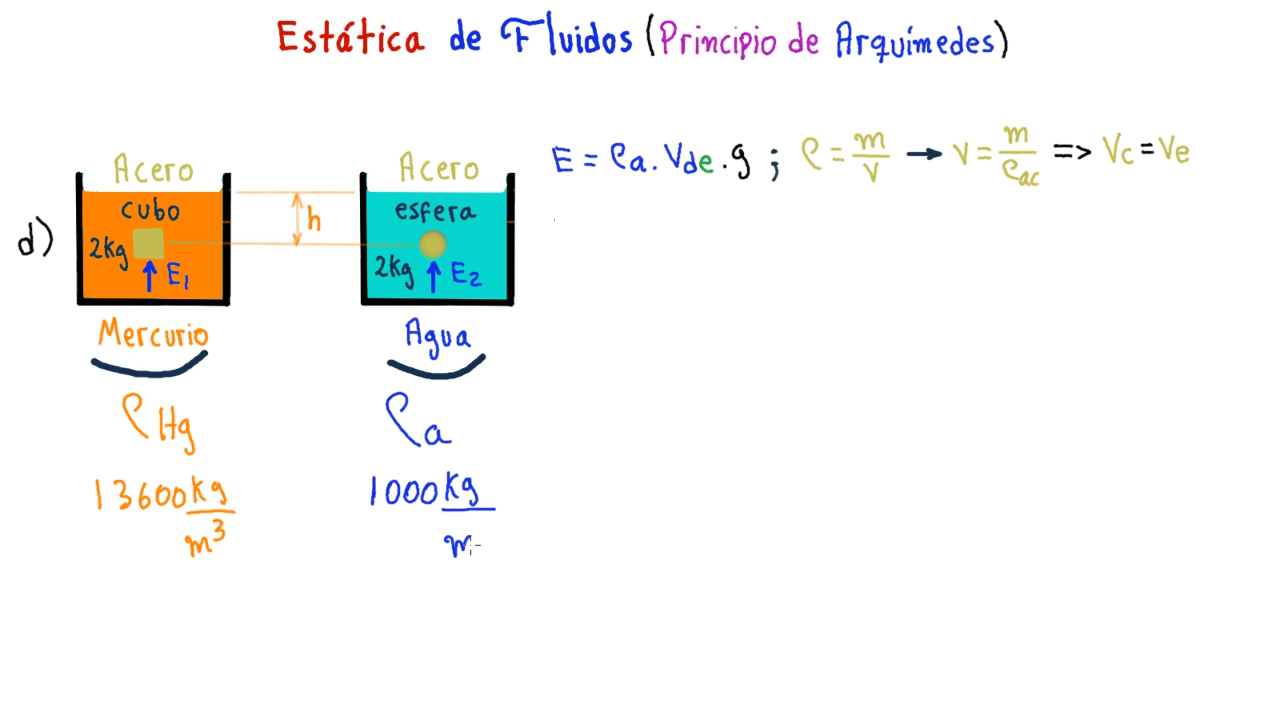 Estática de Fluidos (Principio de Arquímedes)
E = ρa. Vde.g ; ρ = m/v → v = m/ρac => Vc = Ve
Acero
Acero
cubo
esfera
h
d)
2kg
E1
2kg
E2
Mercurio
Agua
ρHg
ρa
13600 kg/m³
1000 kg/m